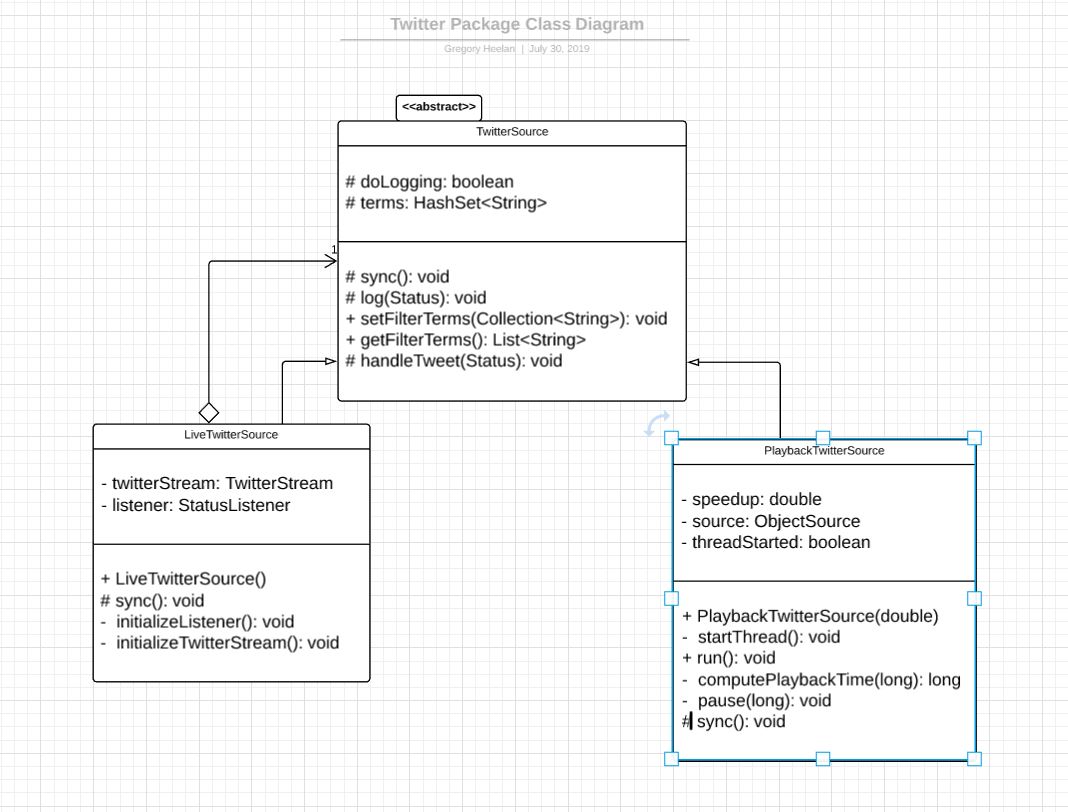 Twitter Package Class Diagram
Gregory Heelan | July 30, 2019
<<abstract>>
TwitterSource
# doLogging: boolean
# terms: HashSet<String>
1
# sync(): void
# log(Status): void
+ setFilterTerms(Collection<String>): void
+ getFilterTerms(): List<String>
# handleTweet(Status): void
LiveTwitterSource
- twitterStream: TwitterStream
- listener: StatusListener
+ LiveTwitterSource()
# sync(): void
- initializeListener(): void
- initializeTwitterStream(): void
PlaybackTwitterSource
- speedup: double
- source: ObjectSource
- threadStarted: boolean
+ PlaybackTwitterSource(double)
- startThread(): void
+ run(): void
- computePlaybackTime(long): long
- pause(long): void
# sync(): void